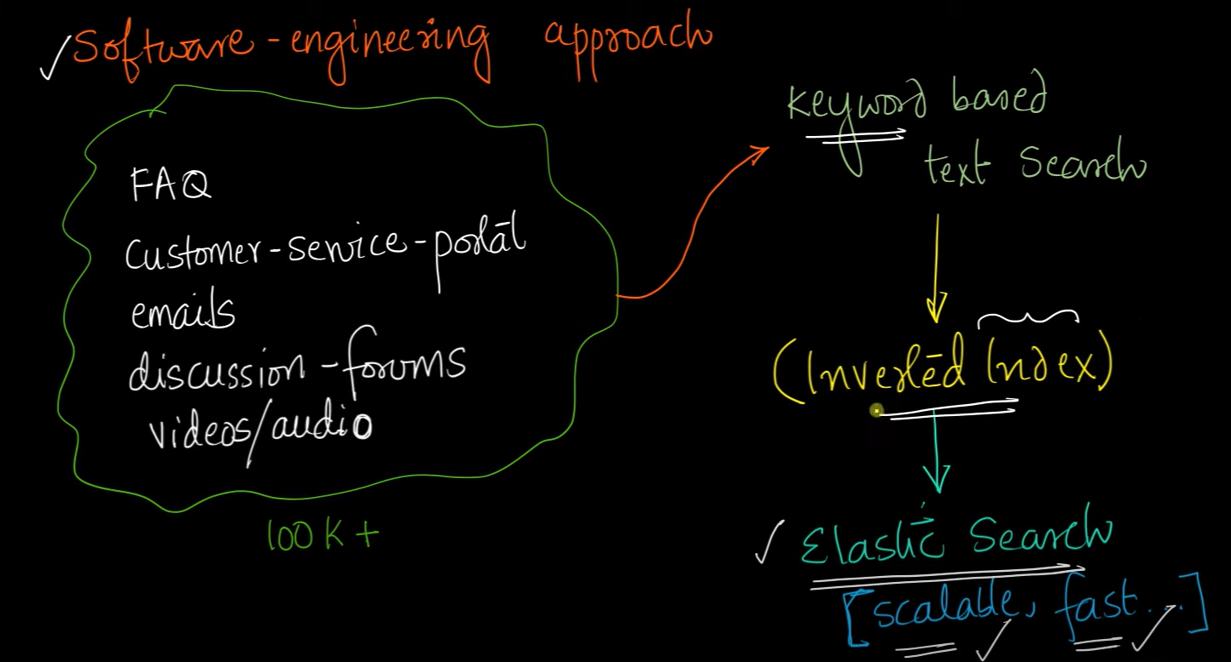 Software-engineering approach
FAQ
customer-service-portal
emails
discussion-forums
videos/audio
100K+
keyword based
text Search
(Inverted Index)
Elastic Search
[scalable, fast...]